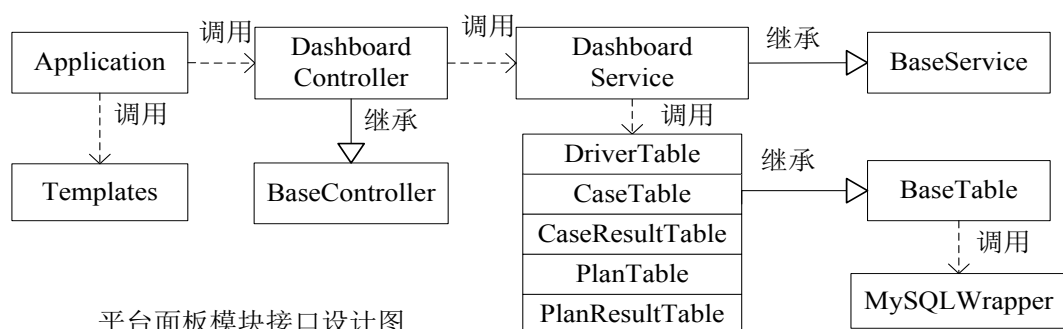 调用
调用
继承
Application
Dashboard
Controller
Dashboard
Service
BaseService
调用
继承
调用
Templates
BaseController
DriverTable
CaseTable
CaseResultTable
PlanTable
PlanResultTable
继承
BaseTable
调用
MySQLWrapper
平台面板模块接口设计图